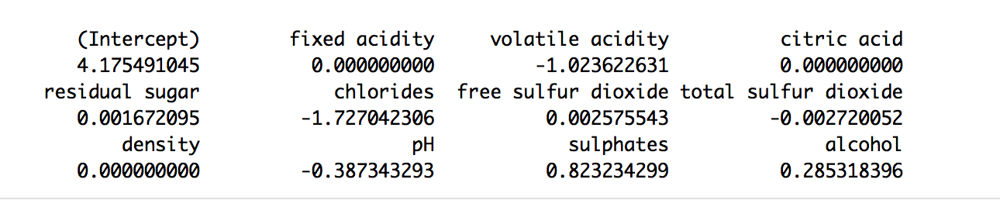 (Intercept) fixed acidity volatile acidity citric acid
4.175491045 0.000000000 -1.023622631 0.000000000
residual sugar chlorides free sulfur dioxide total sulfur dioxide
0.001672095 -1.727042306 0.002575543 -0.002720052
density pH sulphates alcohol
0.000000000 -0.387343293 0.823234299 0.285318396